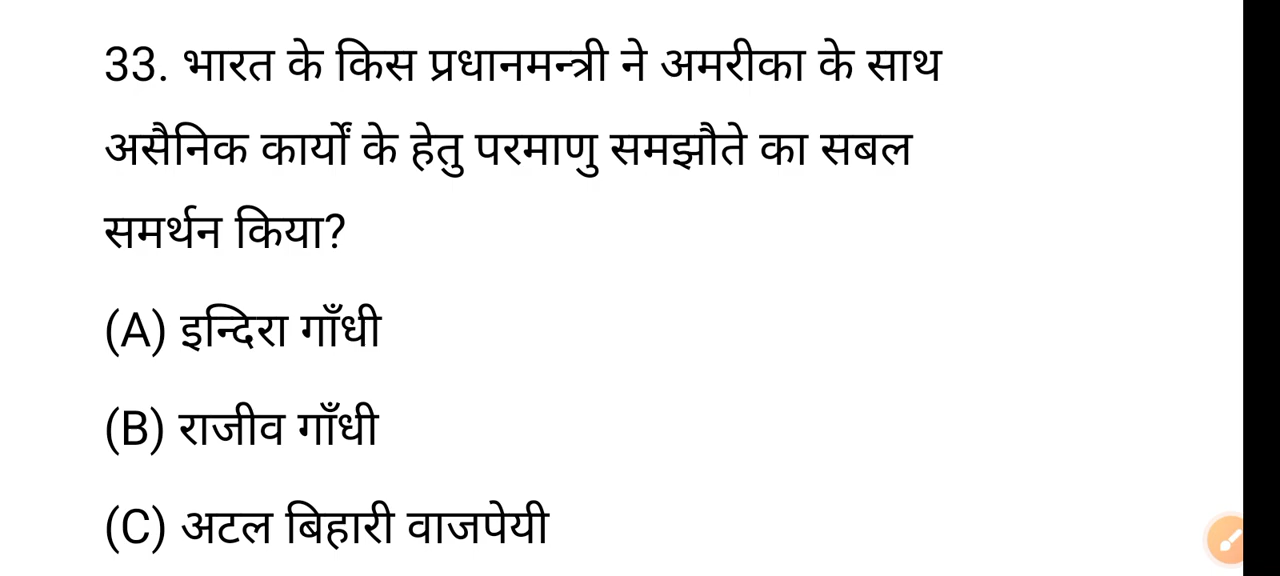 33. भारत के किस प्रधानमन्त्री ने अमरीका के साथ
असैनिक कार्यों के हेतु परमाणु समझौते का सबल
समर्थन किया?
(A) इन्दिरा गाँधी
(B) राजीव गाँधी
(C) अटल बिहारी वाजपेयी